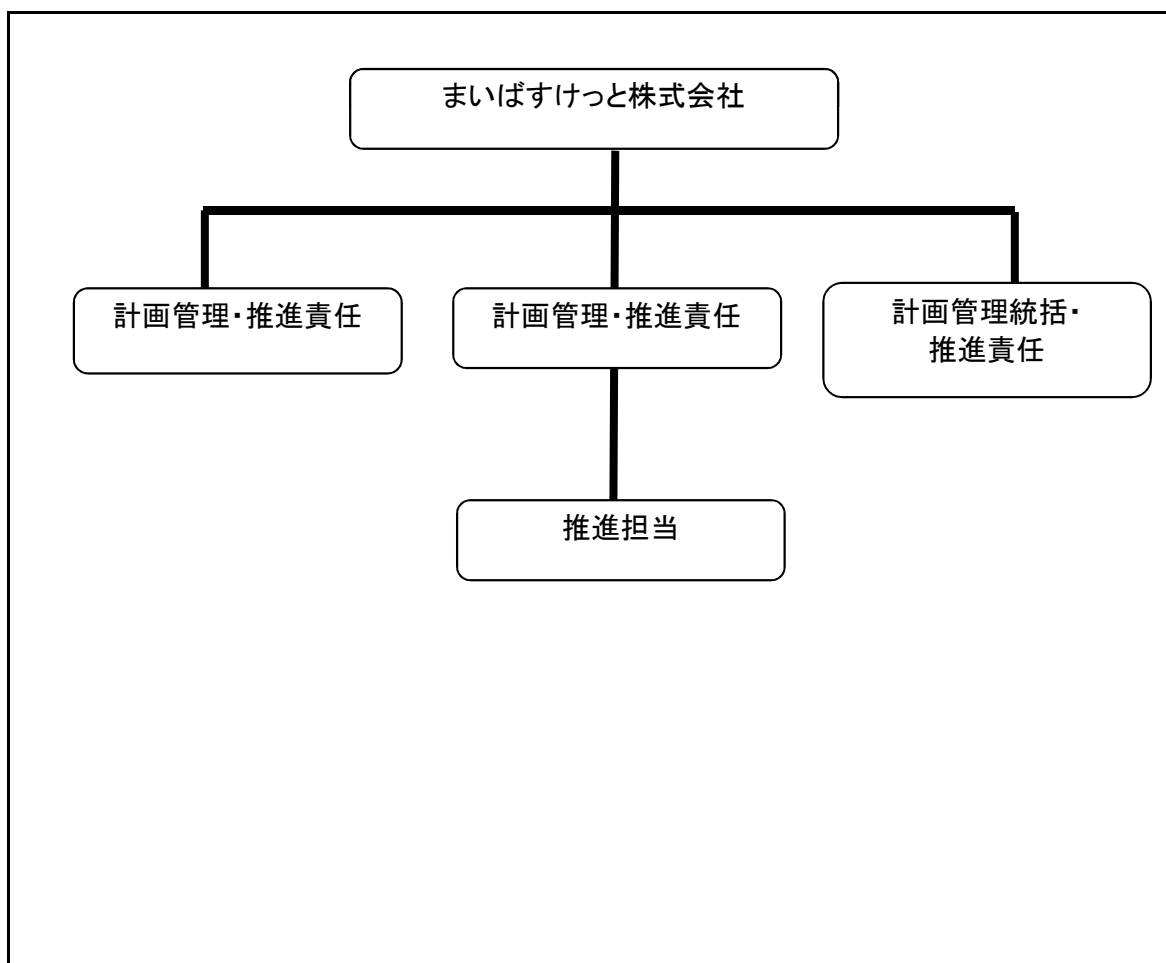 まいばすけっと株式会社
計画管理・推進責任
計画管理・推進責任
計画管理統括・
推進責任
推進担当